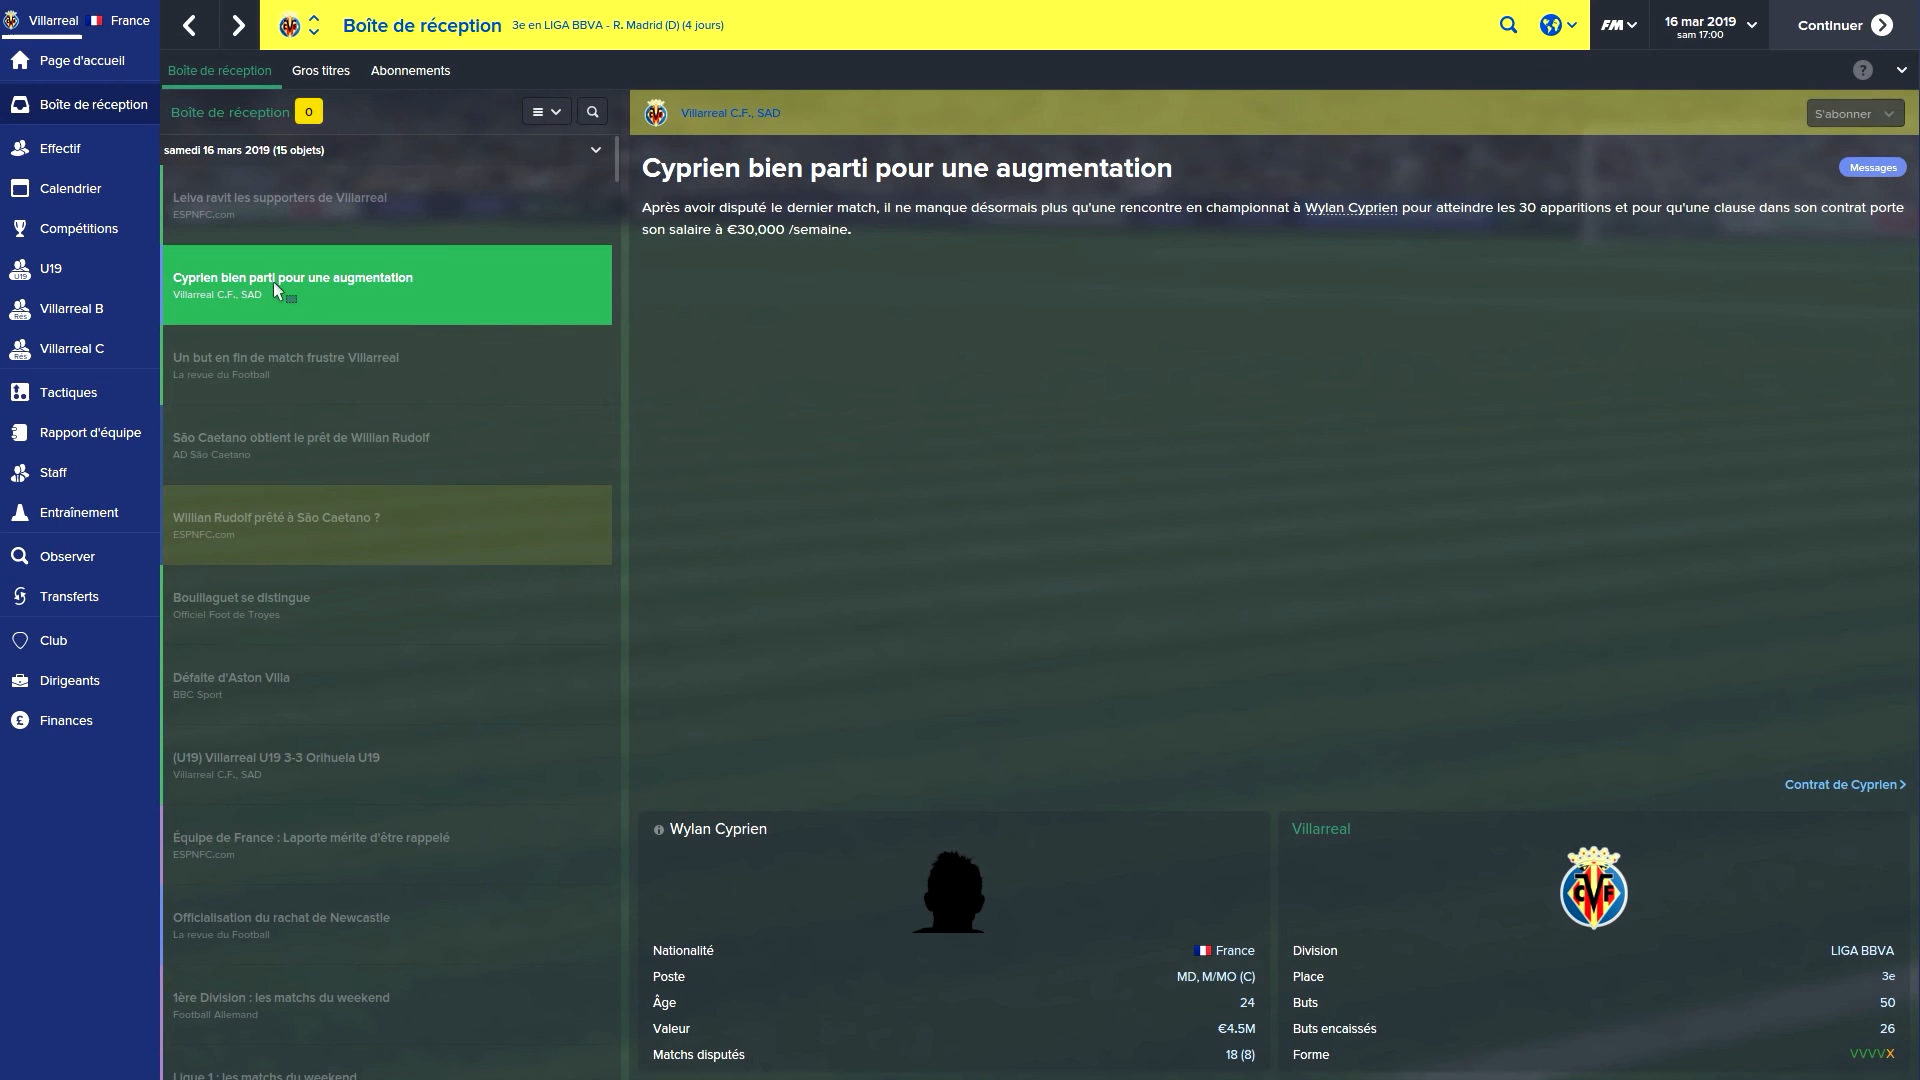 Villarreal
France
Boîte de réception
3e en LIGA BBVA - R. Madrid (D) (4 jours)
FM
16 mar 2019
sam 17:00
Continuer
Page d'accueil
Boîte de réception
Effectif
Calendrier
Compétitions
U19
U19
Villarreal B
Rés
Villarreal C
Rés
Tactiques
Rapport d'équipe
Staff
Entraînement
Observer
Transferts
Club
Dirigeants
Finances
Boîte de réception
Gros titres
Abonnements
?
Boîte de réception
0
samedi 16 mars 2019 (15 objets)
Leiva ravit les supporters de Villarreal
ESPNFC.com
Cyprien bien parti pour une augmentation
Villarreal C.F., SAD
Un but en fin de match frustre Villarreal
La revue du Football
São Caetano obtient le prêt de Willian Rudolf
AD São Caetano
Willian Rudolf prêté à São Caetano ?
ESPNFC.com
Bouillaguet se distingue
Officiel Foot de Troyes
Défaite d'Aston Villa
BBC Sport
(U19) Villarreal U19 3-3 Orihuela U19
Villarreal C.F., SAD
Équipe de France : Laporte mérite d'être rappelé
ESPNFC.com
Officialisation du rachat de Newcastle
La revue du Football
1ère Division : les matchs du weekend
Football Allemand
Ligue 1 : les matchs du weekend
Villarreal C.F., SAD
S'abonner
Cyprien bien parti pour une augmentation
Messages
Après avoir disputé le dernier match, il ne manque désormais plus qu'une rencontre en championnat à Wylan Cyprien pour atteindre les 30 apparitions et pour qu'une clause dans son contrat porte
son salaire à €30,000 /semaine.
Contrat de Cyprien
Wylan Cyprien
Nationalité France
Poste MD, M/MO (C)
Âge 24
Valeur €4.5M
Matchs disputés 18 (8)
Villarreal
CVF
Division LIGA BBVA
Place 3e
Buts 50
Buts encaissés 26
Forme VVVVX